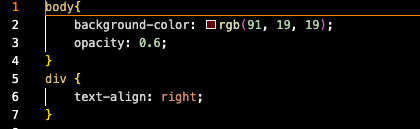 1 body{
2 background-color: rgb(91, 19, 19);
3 opacity: 0.6;
4 }
5 div {
6 text-align: right;
7 }